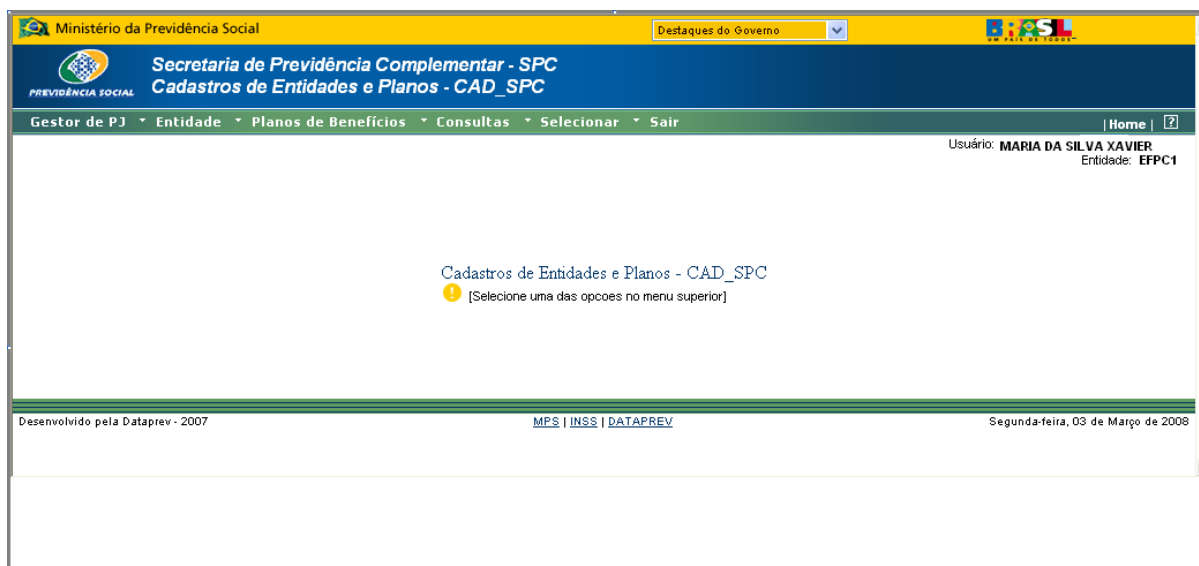 Ministério da Previdência Social
Destaques do Governo
BRASIL
UM PAÍS DE TODOS
PREVIDÊNCIA SOCIAL
Secretaria de Previdência Complementar - SPC
Cadastros de Entidades e Planos - CAD_SPC
Gestor de PJ Entidade Planos de Benefícios Consultas Selecionar Sair |Home| ?
Usuário: MARIA DA SILVA XAVIER
Entidade: EFPC1
Cadastros de Entidades e Planos - CAD_SPC
[Selecione uma das opcoes no menu superior]
Desenvolvido pela Dataprev - 2007 MPS | INSS | DATAPREV Segunda-feira, 03 de Março de 2008